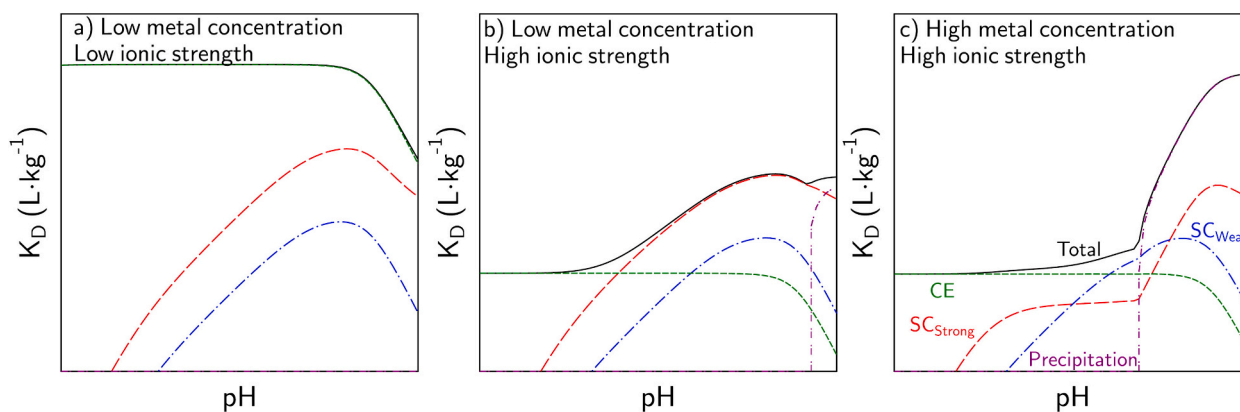 a) Low metal concentration
Low ionic strength
K_D (L·kg⁻¹)
pH
b) Low metal concentration
High ionic strength
K_D (L·kg⁻¹)
pH
c) High metal concentration
High ionic strength
K_D (L·kg⁻¹)
Total
SC_Wea
CE
SC_Strong
Precipitation
pH